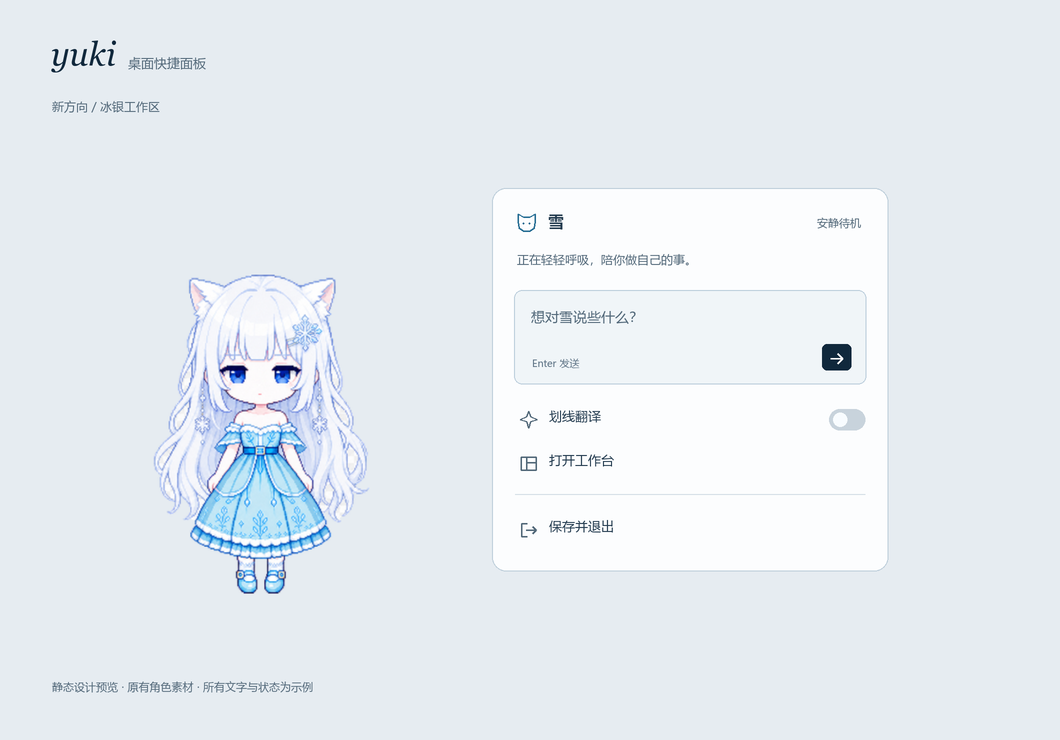 yuki 桌面快捷面板
新方向 / 冰银工作区
雪
安静待机
正在轻轻呼吸，陪你做自己的事。
想对雪说些什么？
Enter 发送
划线翻译
打开工作台
保存并退出
静态设计预览 · 原有角色素材 · 所有文字与状态为示例